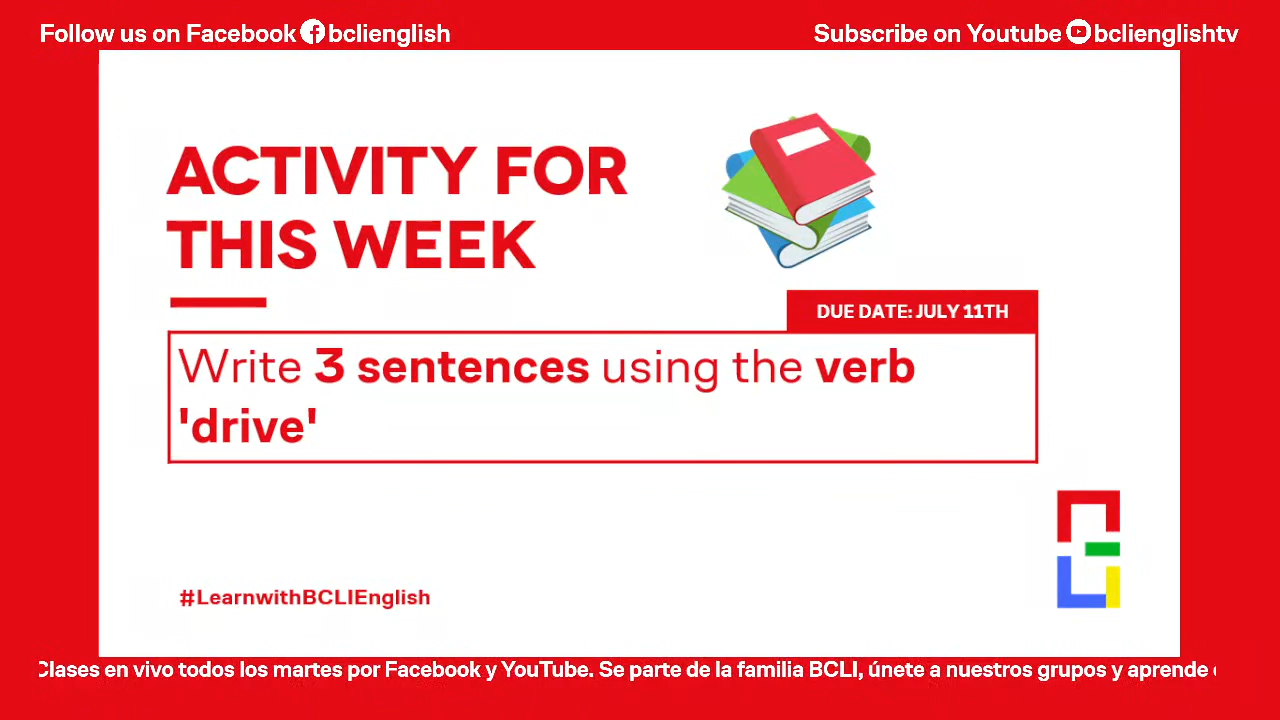 Follow us on Facebook bclienglish
Subscribe on Youtube bclienglishtv
ACTIVITY FOR
THIS WEEK
DUE DATE: JULY 11TH
Write 3 sentences using the verb
'drive'
#LearnwithBCLIEnglish
Clases en vivo todos los martes por Facebook y YouTube. Se parte de la familia BCLI, únete a nuestros grupos y aprende